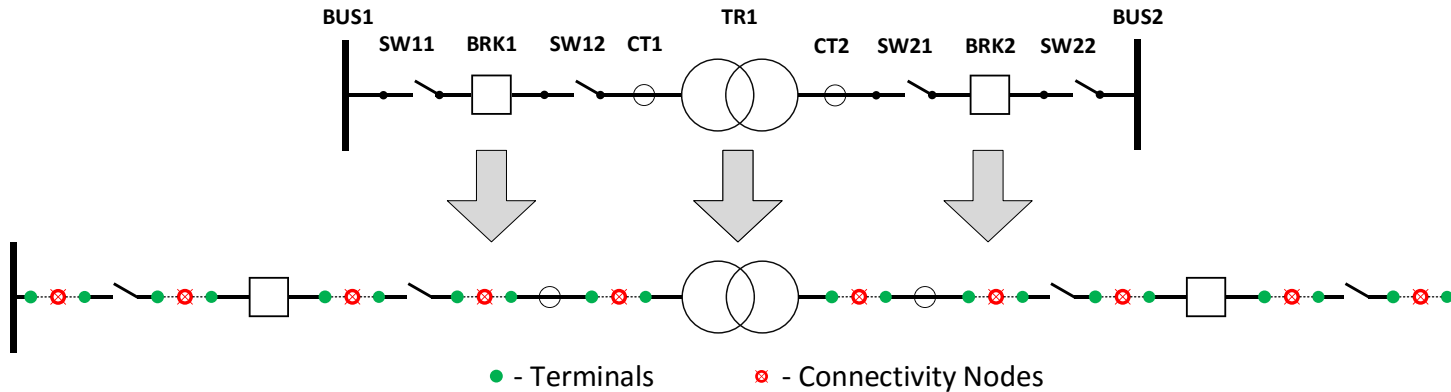 BUS1 TR1 BUS2
SW11 BRK1 SW12 CT1 CT2 SW21 BRK2 SW22
- Terminals - Connectivity Nodes